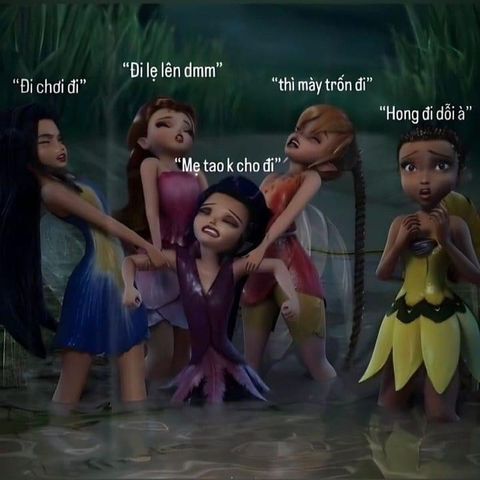 “Đi lẹ lên dmm”
“Đi chơi đi”
“thì mày trốn đi”
“Hong đi dỗi à”
“Mẹ tao k cho đi”